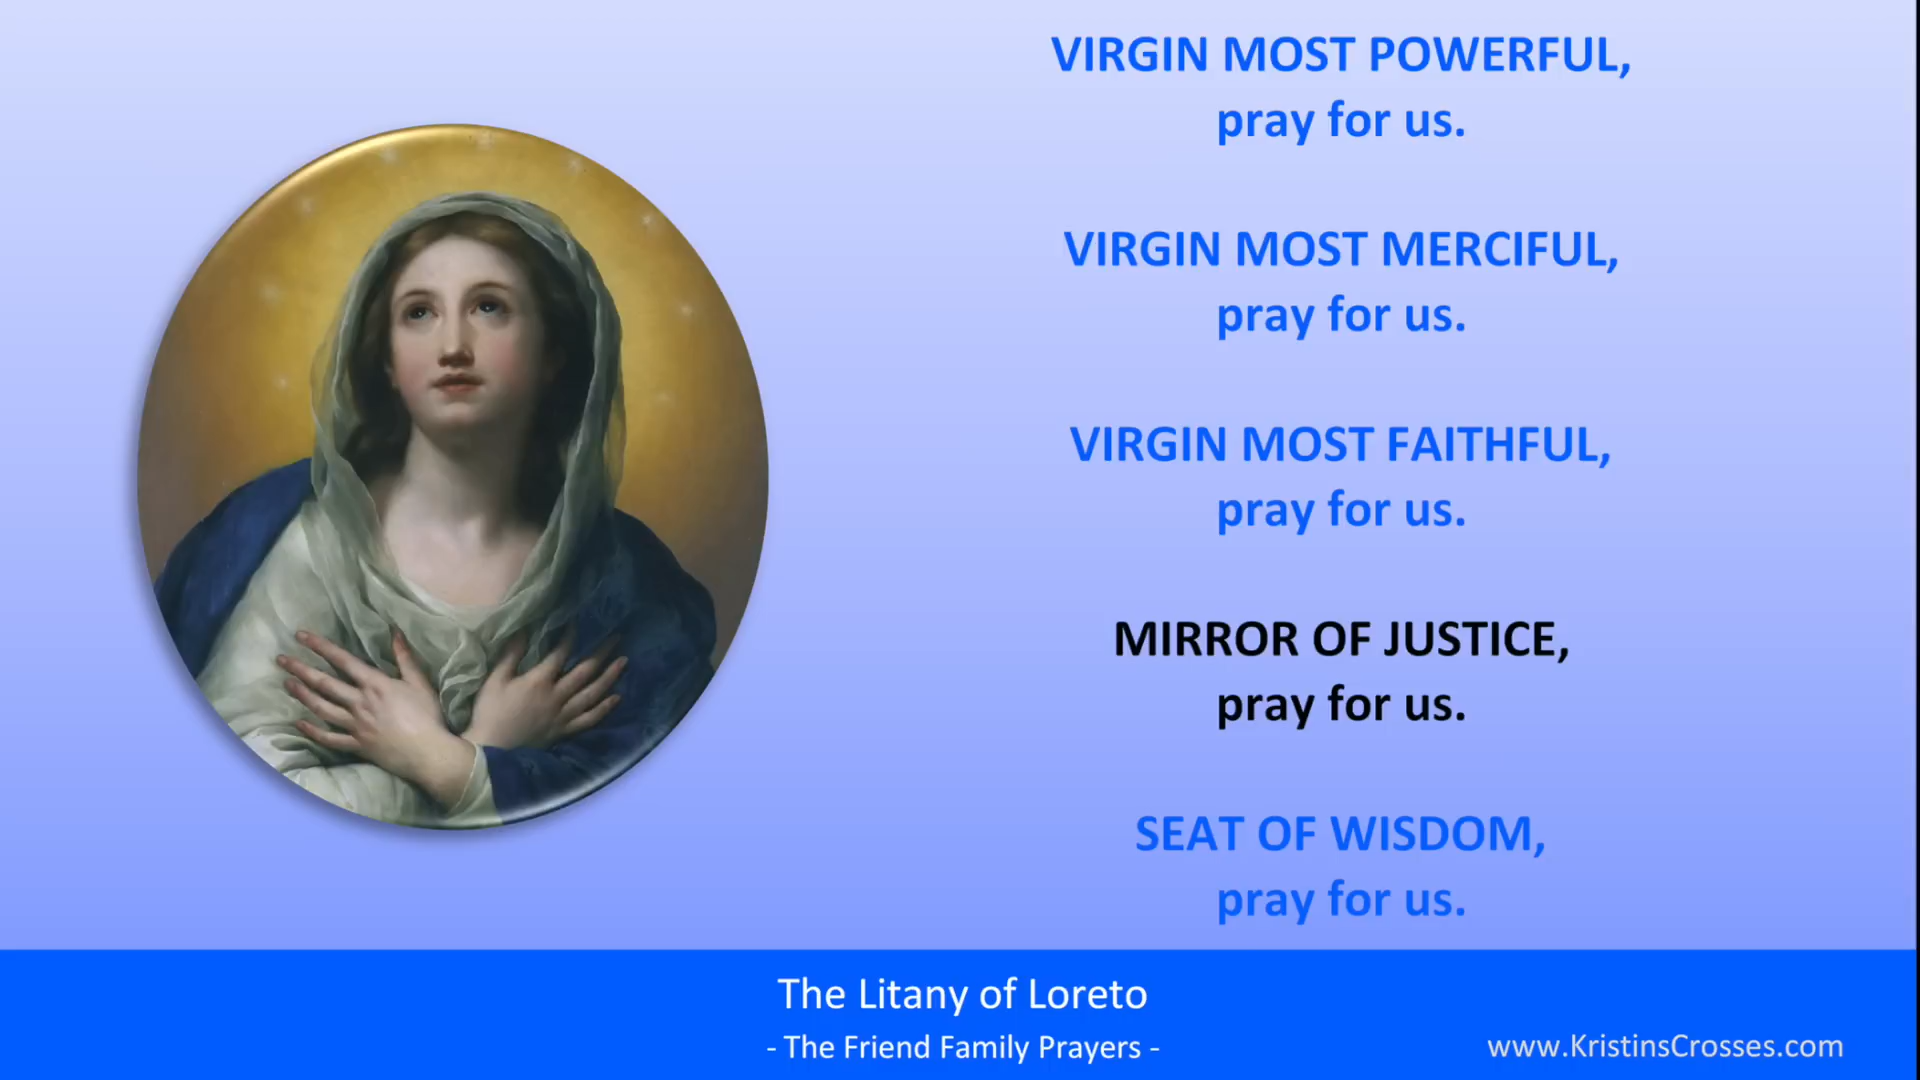 VIRGIN MOST POWERFUL,
pray for us.
VIRGIN MOST MERCIFUL,
pray for us.
VIRGIN MOST FAITHFUL,
pray for us.
MIRROR OF JUSTICE,
pray for us.
SEAT OF WISDOM,
pray for us.
The Litany of Loreto
- The Friend Family Prayers -
www.KristinsCrosses.com